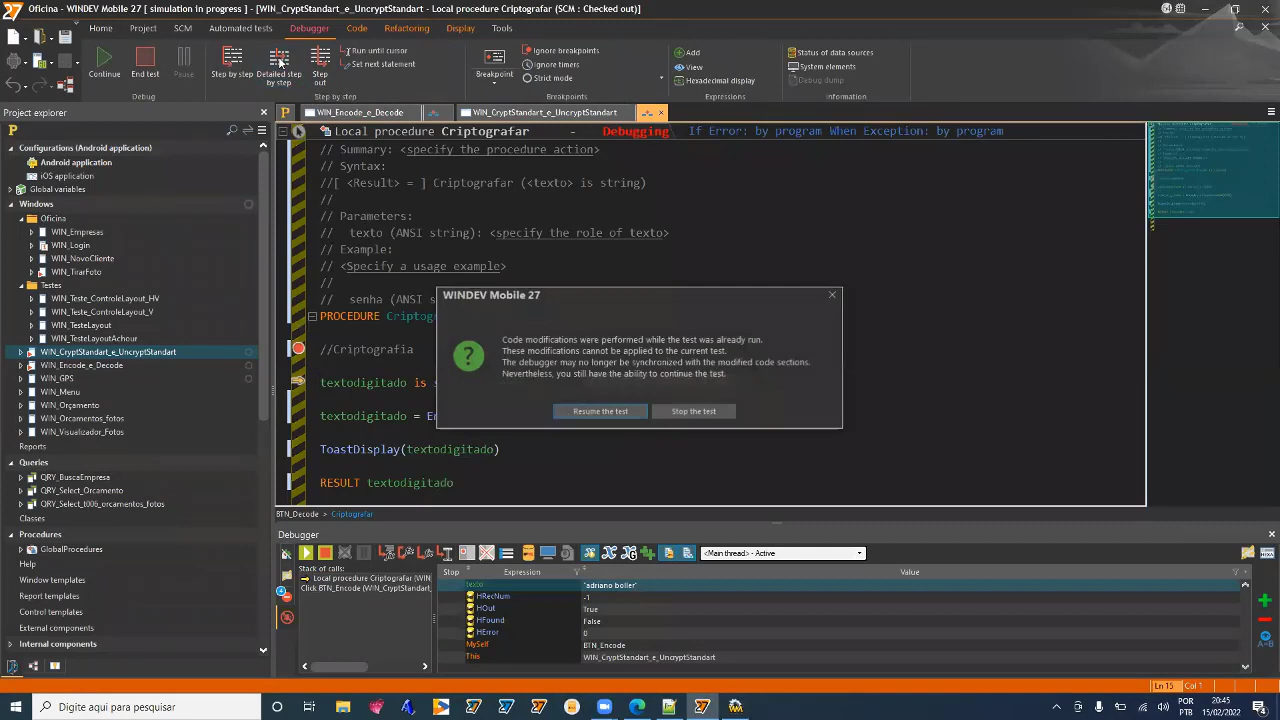 Oficina - WINDEV Mobile 27 [ simulation in progress] - [WIN_CryptStandart_e_UncryptStandart (SCM : Checked out)]
Home
Project
SCM
Automated tests
Debugger
Code
Refactoring
Display
Tools
Continue
End test
Pause
Debug
Step by step
Detailed step by step
Step out
Run until cursor
Set next statement
Step by step
Breakpoint
Ignore breakpoints
Ignore timers
Strict mode
Breakpoints
Add
View
Hexadecimal display
Expressions
Status of data sources
System elements
Debug dump
Information
Project explorer
WIN_Encode_e_Decode
WIN_CryptStandart_e_UncryptStandart
Configurations (Android application)
Android application
iOS application
Global variables
Windows
Oficina
WIN_Empresas
WIN_Login
WIN_NovoCliente
WIN_TirarFoto
Testes
WIN_Teste_ControleLayout_HV
WIN_Teste_ControleLayout_V
WIN_TesteLayout
WIN_TesteLayoutAchour
WIN_CryptStandart_e_UncryptStandart
WIN_Encode_e_Decode
WIN_GPS
WIN_Menu
WIN_Orçamento
WIN_Orcamentos_fotos
WIN_Visualizador_Fotos
Reports
Queries
QRY_BuscaEmpresa
QRY_Select_Orcamento
QRY_Select_t006_orcamentos_fotos
Classes
Procedures
GlobalProcedures
Help
Window templates
Report templates
Control templates
External components
Internal components
Local procedure Criptografar - Debugging If Error: by program When Exception: by program
// Summary: <specify the procedure action>
// Syntax:
//[ <Result> = ] Criptografar (<texto> is string)
// Parameters:
// texto (ANSI string): <specify the role of texto>
// Example:
// <Specify a usage example>
//
// senha (ANSI s
PROCEDURE Criptogr
//Criptografia
textodigitado is s
textodigitado = En
ToastDisplay(textodigitado)
RESULT textodigitado
WINDEV Mobile 27
Code modifications were performed while the test was already run.
These modifications cannot be applied to the current test.
The debugger may no longer be synchronized with the modified code sections.
Nevertheless, you still have the ability to continue the test.
Resume the test
Stop the test
BTN_Decode > Criptografar
Debugger
<Main thread> - Active
Stack of calls:
Local procedure Criptografar (WIN
Click BTN_Encode (WIN_CryptStandart_
Stop Expression Value
texto "adriano boller"
HRecNum -1
HOut True
HFound False
HError 0
MySelf BTN_Encode
This WIN_CryptStandart_e_UncryptStandart
Ln 15 Col 1
Digite aqui para pesquisar
POR
PTB
20:45
15/02/2022